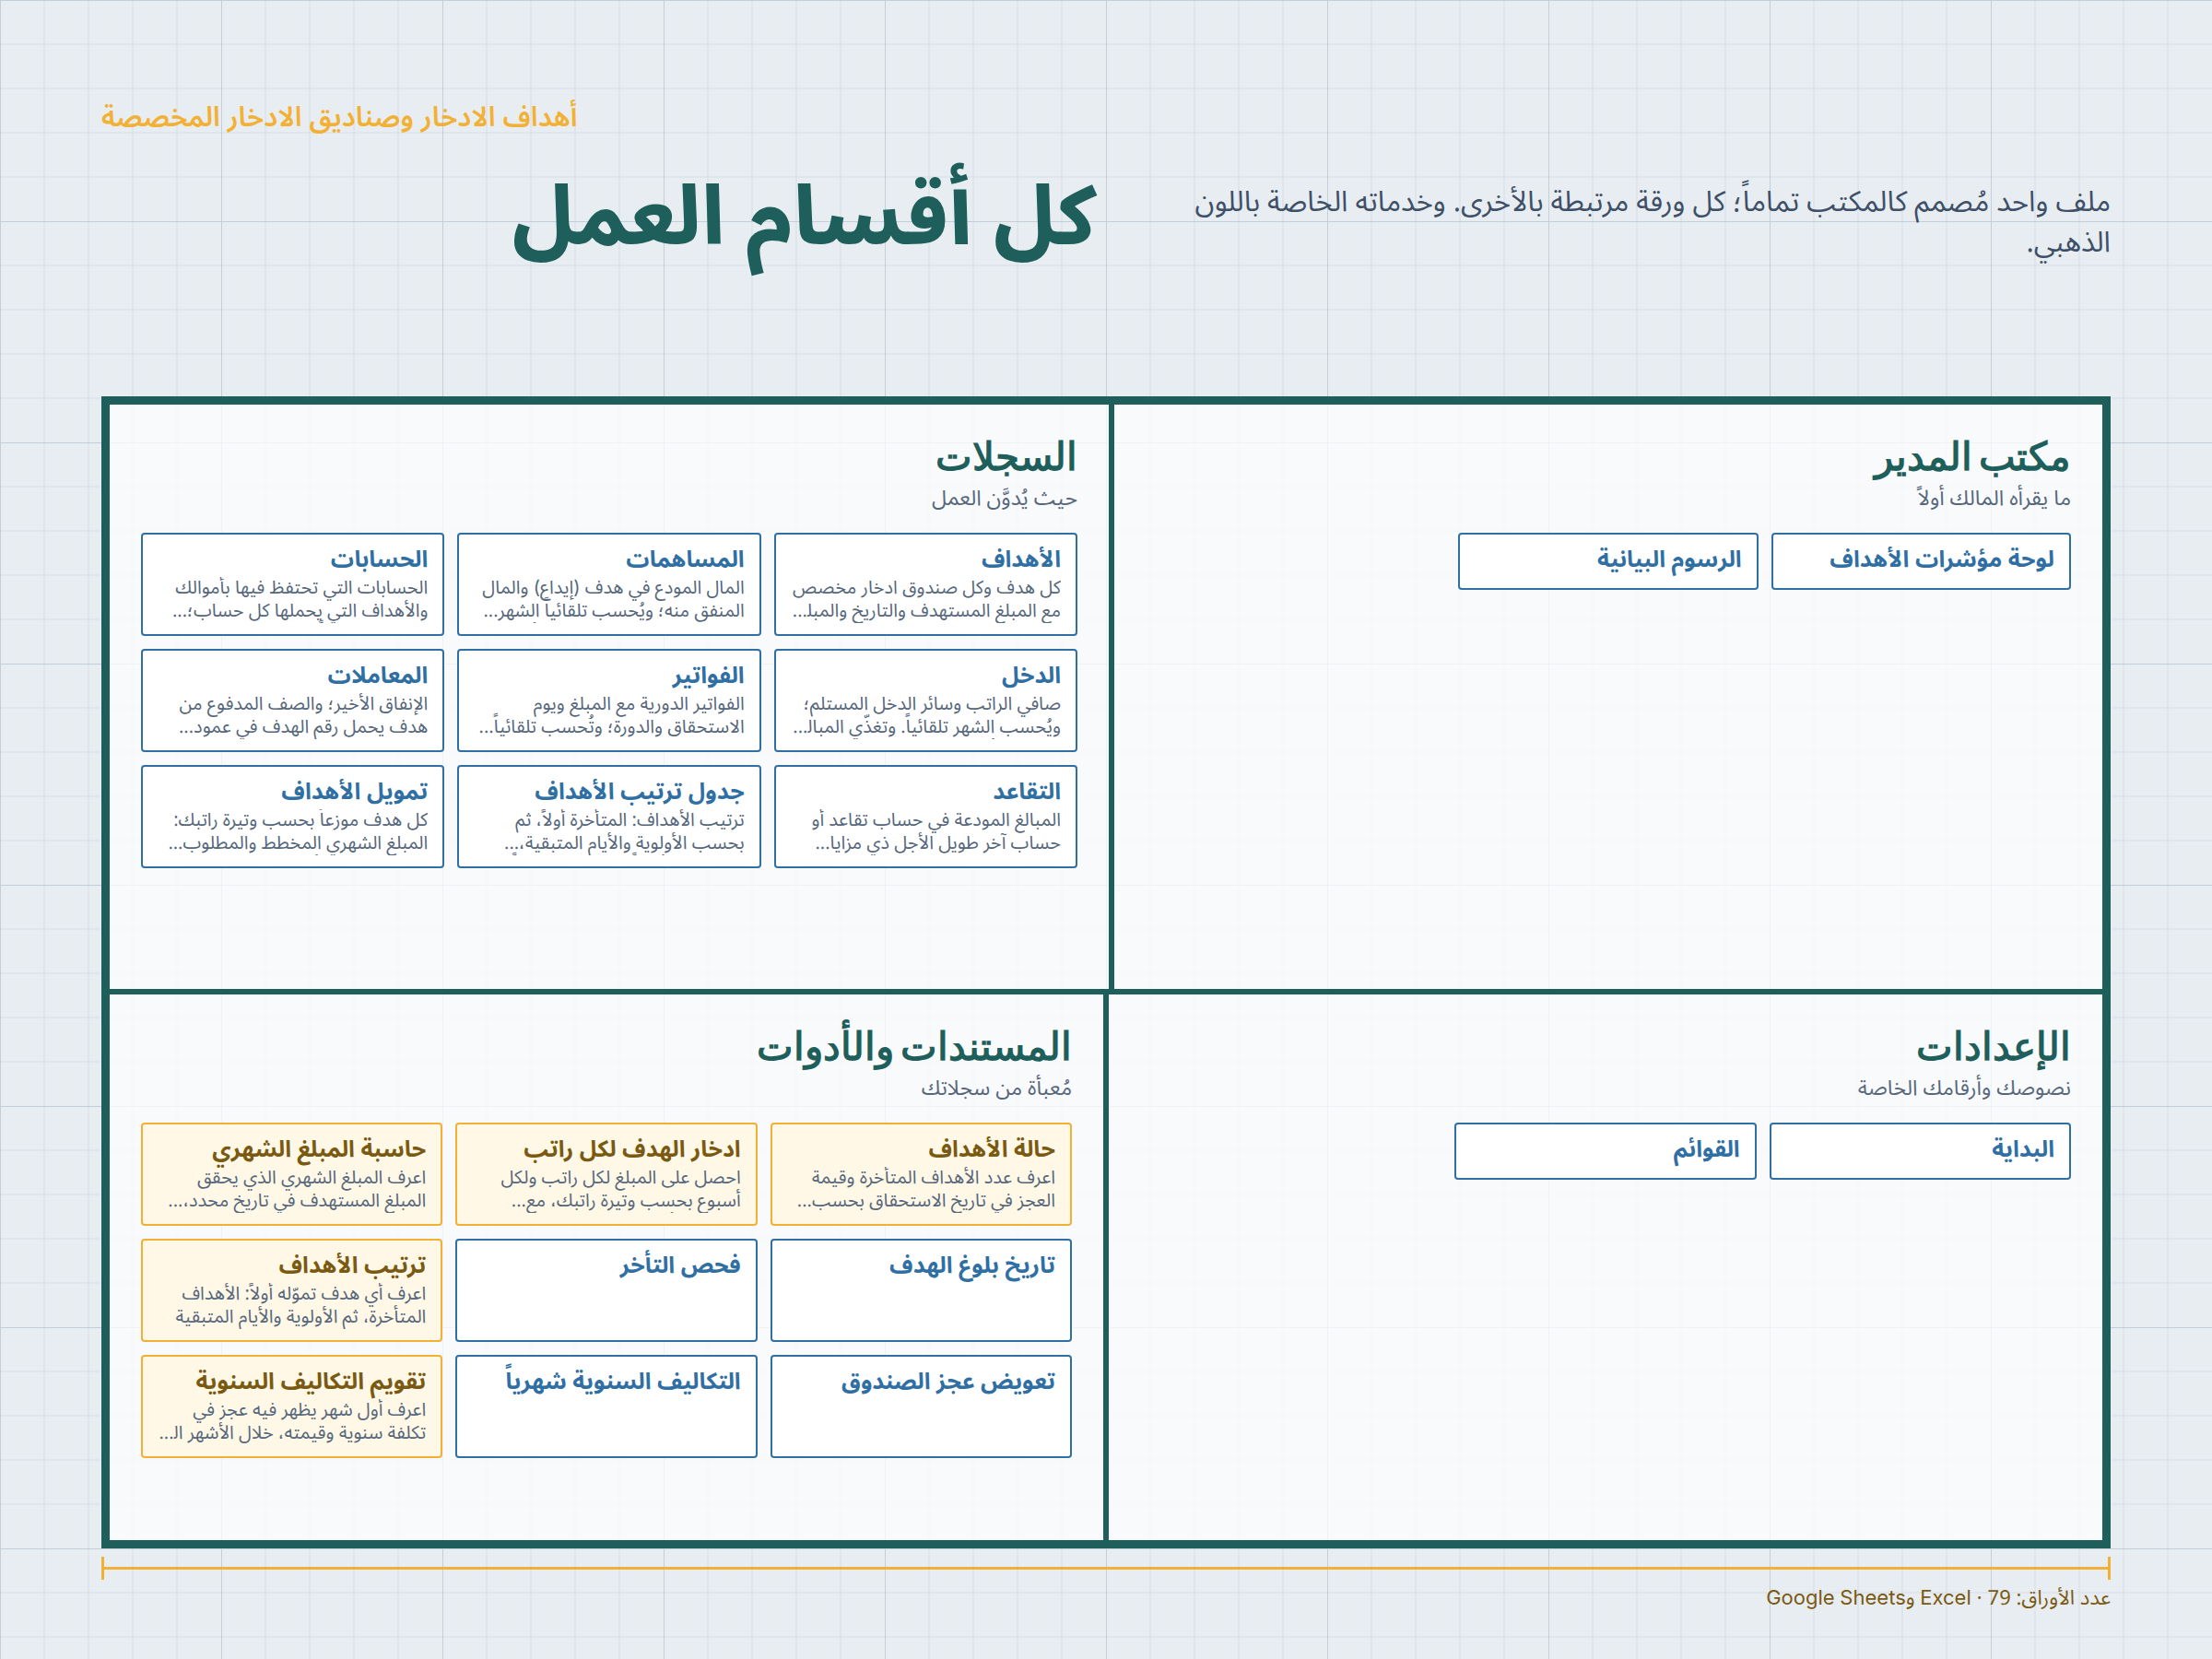 أهداف الادخار وصناديق الادخار المخصصة
كل أقسام العمل
ملف واحد مُصمم كالمكتب تماماً؛ كل ورقة مرتبطة بالأخرى. وخدماته الخاصة باللون
الذهبي.
مكتب المدير
ما يقرأه المالك أولاً
لوحة مؤشرات الأهداف
الرسوم البيانية
السجلات
حيث يُدوَّن العمل
الأهداف
كل هدف وكل صندوق ادخار مخصص
مع المبلغ المستهدف والتاريخ والمبلـ...
المساهمات
المال المودع في هدف (إيداع) والمال
المنفق منه؛ ويُحسب تلقائياً الشهر...
الحسابات
الحسابات التي تحتفظ فيها بأموالك
والأهداف التي يحملها كل حساب؛...
الدخل
صافي الراتب وسائر الدخل المستلم؛
ويُحسب الشهر تلقائياً. وتغذّي المبالـ...
الفواتير
الفواتير الدورية مع المبلغ ويوم
الاستحقاق والدورة؛ وتُحسب تلقائياً...
المعاملات
الإنفاق الأخير؛ والصف المدفوع من
هدف يحمل رقم الهدف في عمود...
التقاعد
المبالغ المودعة في حساب تقاعد أو
حساب آخر طويل الأجل ذي مزايا...
جدول ترتيب الأهداف
ترتيب الأهداف: المتأخرة أولاً، ثم
بحسب الأولوية والأيام المتبقية،...
تمويل الأهداف
كل هدف موزعاً بحسب وتيرة راتبك:
المبلغ الشهري المخطط والمطلوب...
الإعدادات
نصوصك وأرقامك الخاصة
البداية
القوائم
المستندات والأدوات
مُعبأة من سجلاتك
حالة الأهداف
اعرف عدد الأهداف المتأخرة وقيمة
العجز في تاريخ الاستحقاق بحسب...
ادخار الهدف لكل راتب
احصل على المبلغ لكل راتب ولكل
أسبوع بحسب وتيرة راتبك، مع...
حاسبة المبلغ الشهري
اعرف المبلغ الشهري الذي يحقق
المبلغ المستهدف في تاريخ محدد،...
تاريخ بلوغ الهدف
فحص التأخر
ترتيب الأهداف
اعرف أي هدف تموّله أولاً: الأهداف
المتأخرة، ثم الأولوية والأيام المتبقية
تعويض عجز الصندوق
التكاليف السنوية شهرياً
تقويم التكاليف السنوية
اعرف أول شهر يظهر فيه عجز في
تكلفة سنوية وقيمته، خلال الأشهر الـ...
عدد الأوراق: 79 · Excel وGoogle Sheets